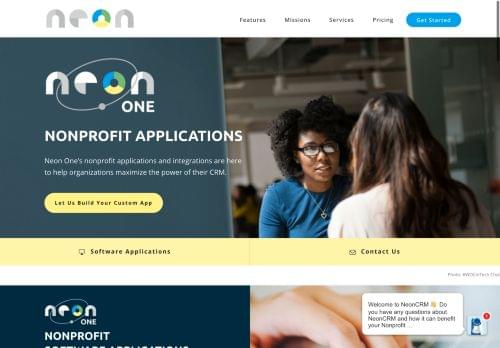 neon
Features
Missions
Services
Pricing
Get Started
neon
ONE
NONPROFIT APPLICATIONS
Neon One's nonprofit applications and integrations are here
to help organizations maximize the power of their CRM.
Let Us Build Your Custom App
Software Applications
Contact Us
Photo: #WOCinTech Chat
neon
ONE
NONPROFIT
SOFTWARE APPLICATIONS
Welcome to NeonCRM 👋 Do
you have any questions about
NeonCRM and how it can benefit
your Nonprofit ...
1